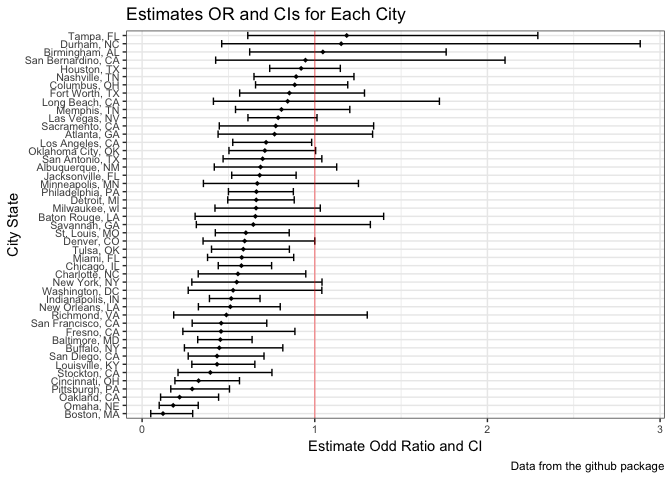 Estimates OR and CIs for Each City
City State
Tampa, FL
Durham, NC
Birmingham, AL
San Bernardino, CA
Houston, TX
Nashville, TN
Columbus, OH
Fort Worth, TX
Long Beach, CA
Memphis, TN
Las Vegas, NV
Sacramento, CA
Atlanta, GA
Los Angeles, CA
Oklahoma City, OK
San Antonio, TX
Albuquerque, NM
Jacksonville, FL
Minneapolis, MN
Philadelphia, PA
Detroit, MI
Milwaukee, wI
Baton Rouge, LA
Savannah, GA
St. Louis, MO
Denver, CO
Tulsa, OK
Miami, FL
Chicago, IL
Charlotte, NC
New York, NY
Washington, DC
Indianapolis, IN
New Orleans, LA
Richmond, VA
San Francisco, CA
Fresno, CA
Baltimore, MD
Buffalo, NY
San Diego, CA
Louisville, KY
Stockton, CA
Cincinnati, OH
Pittsburgh, PA
Oakland, CA
Omaha, NE
Boston, MA
0 1 2 3
Estimate Odd Ratio and CI
Data from the github package